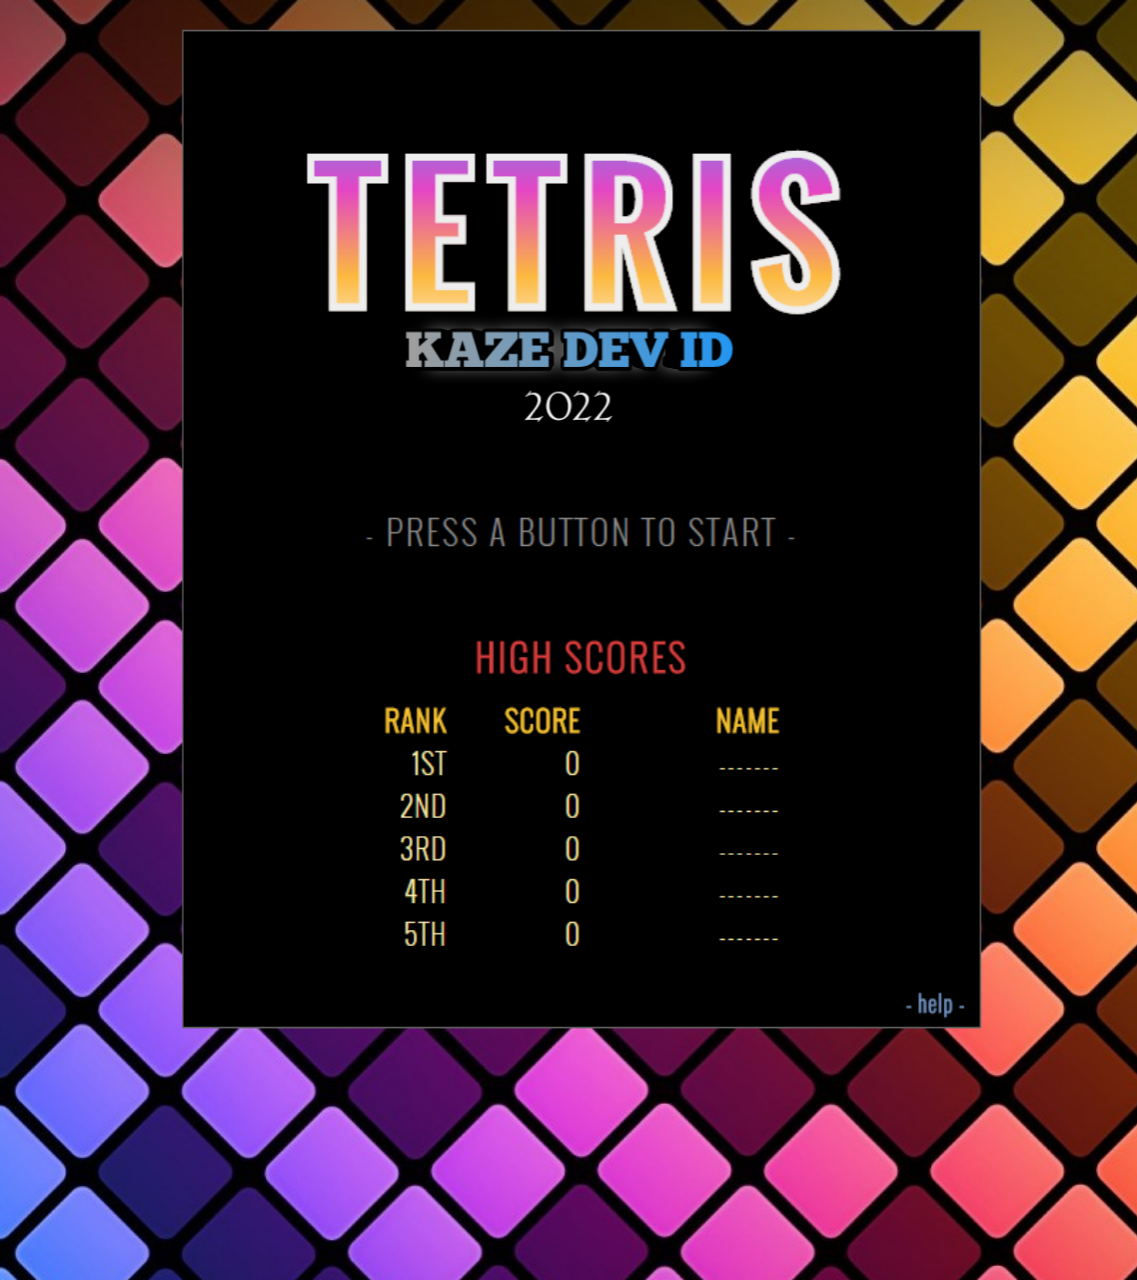 TETRIS
KAZE DEV ID
2022
- PRESS A BUTTON TO START -
HIGH SCORES
RANK SCORE NAME
1ST 0 -------
2ND 0 -------
3RD 0 -------
4TH 0 -------
5TH 0 -------
- help -